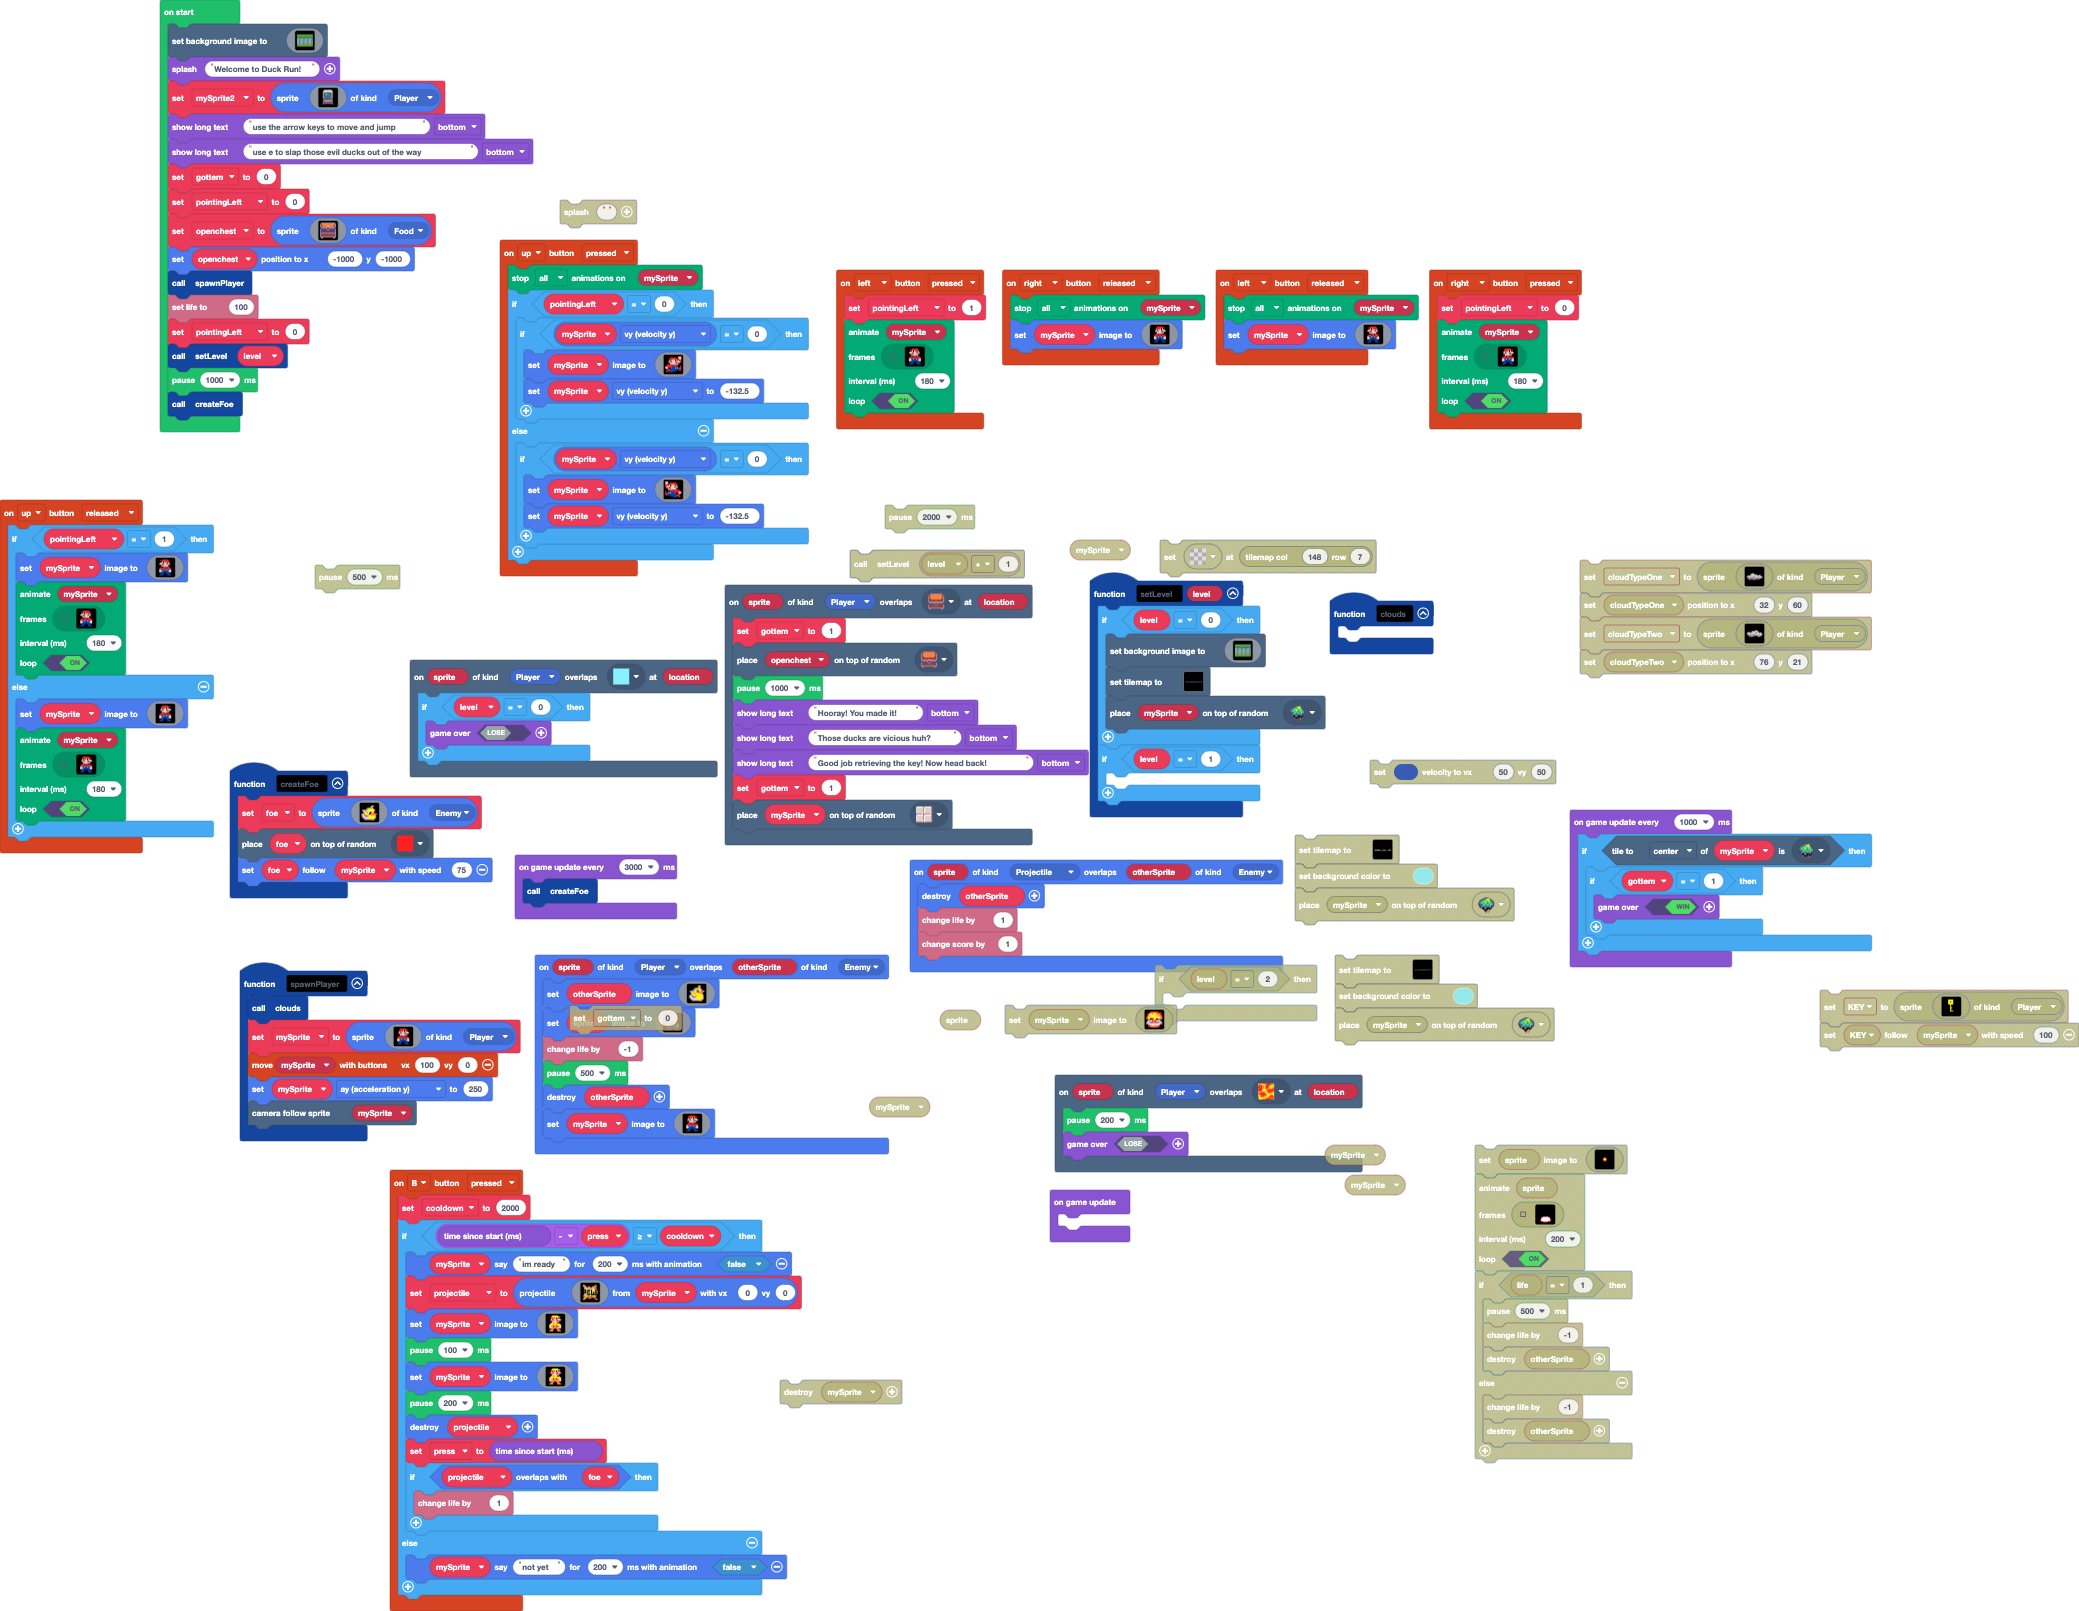 on start
set background image to
splash "Welcome to Duck Run!"
set mySprite2 to sprite of kind Player
show long text "use the arrow keys to move and jump" bottom
show long text "use e to slap those evil ducks out of the way" bottom
set gottem to 0
set pointingLeft to 0
set openchest to sprite of kind Food
set openchest position to x -1000 y -1000
call spawnPlayer
set life to 100
set pointingLeft to 0
call setLevel level
pause 1000 ms
call createFoe
splash " "
on up button pressed
stop all animations on mySprite
if pointingLeft = 0 then
if mySprite vy (velocity y) = 0 then
set mySprite image to
set mySprite vy (velocity y) to -132.5
else
if mySprite vy (velocity y) = 0 then
set mySprite image to
set mySprite vy (velocity y) to -132.5
on left button pressed
set pointingLeft to 1
animate mySprite
frames
interval (ms) 180
loop ON
on right button released
stop all animations on mySprite
set mySprite image to
on left button released
stop all animations on mySprite
set mySprite image to
on right button pressed
set pointingLeft to 0
animate mySprite
frames
interval (ms) 180
loop ON
on up button released
if pointingLeft = 1 then
set mySprite image to
animate mySprite
frames
interval (ms) 180
loop ON
else
set mySprite image to
animate mySprite
frames
interval (ms) 180
loop ON
pause 500 ms
pause 2000 ms
call setLevel level + 1
mySprite
set at tilemap col 148 row 7
on sprite of kind Player overlaps at location
if level = 0 then
game over LOSE
on sprite of kind Player overlaps at location
set gottem to 1
place openchest on top of random
pause 1000 ms
show long text "Hooray! You made it!" bottom
show long text "Those ducks are vicious huh?" bottom
show long text "Good job retrieving the key! Now head back!" bottom
set gottem to 1
place mySprite on top of random
function setLevel level
if level = 0 then
set background image to
set tilemap to
place mySprite on top of random
if level = 1 then
function clouds
set cloudTypeOne to sprite of kind Player
set cloudTypeOne position to x 32 y 60
set cloudTypeTwo to sprite of kind Player
set cloudTypeTwo position to x 76 y 21
set velocity to vx 50 vy 50
function createFoe
set foe to sprite of kind Enemy
place foe on top of random
set foe follow mySprite with speed 75
on game update every 3000 ms
call createFoe
on sprite of kind Projectile overlaps otherSprite of kind Enemy
destroy otherSprite
change life by 1
change score by 1
set tilemap to
set background color to
place mySprite on top of random
on game update every 1000 ms
if tile to center of mySprite is then
if gottem = 1 then
game over WIN
function spawnPlayer
call clouds
set mySprite to sprite of kind Player
move mySprite with buttons vx 100 vy 0
set mySprite ay (acceleration y) to 250
camera follow sprite mySprite
on sprite of kind Player overlaps otherSprite of kind Enemy
set otherSprite image to
set
set gottem to 0
change life by -1
pause 500 ms
destroy otherSprite
set mySprite image to
if level = 2 then
sprite
set mySprite image to
set tilemap to
set background color to
place mySprite on top of random
set KEY to sprite of kind Player
set KEY follow mySprite with speed 100
mySprite
on sprite of kind Player overlaps at location
pause 200 ms
game over LOSE
mySprite
mySprite
on game update
set sprite image to
animate sprite
frames
interval (ms) 200
loop ON
if life = 1 then
pause 500 ms
change life by -1
destroy otherSprite
else
change life by -1
destroy otherSprite
on B button pressed
set cooldown to 2000
if time since start (ms) - press ≥ cooldown then
mySprite say "im ready" for 200 ms with animation false
set projectile to projectile from mySprite with vx 0 vy 0
set mySprite image to
pause 100 ms
set mySprite image to
pause 200 ms
destroy projectile
set press to time since start (ms)
if projectile overlaps with foe then
change life by 1
else
mySprite say "not yet" for 200 ms with animation false
destroy mySprite